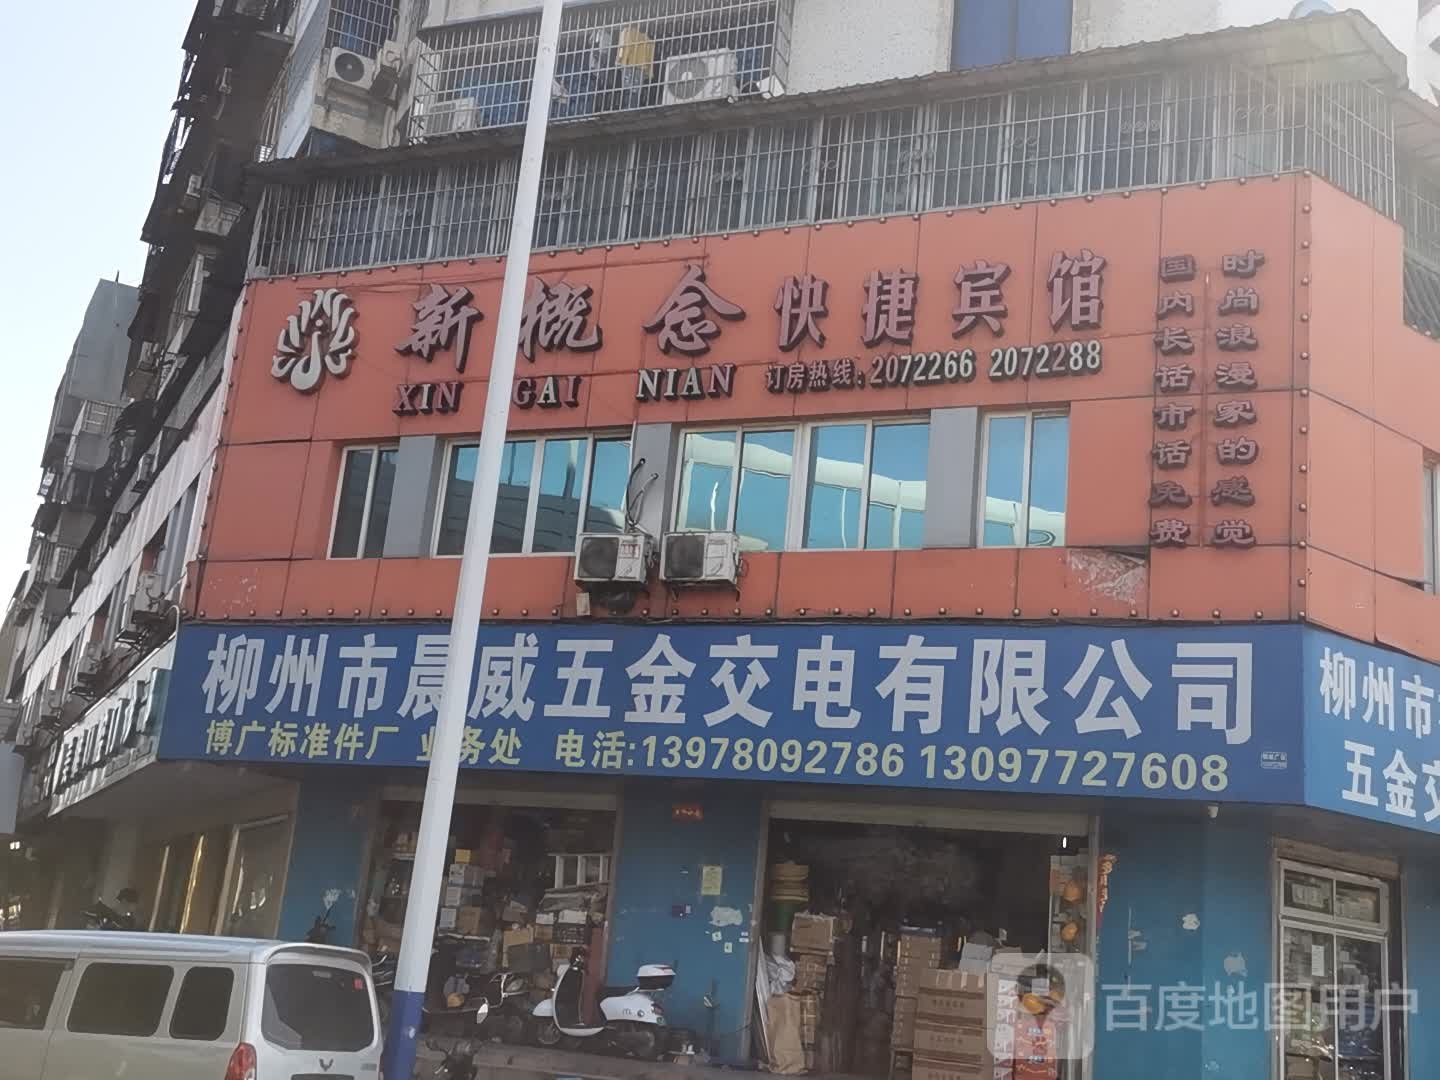 新概念快捷宾馆
XIN GAI NIAN 订房热线:2072266 2072288
时尚浪漫家的感觉
国内长话市话免费
柳州市晨威五金交电有限公司
博广标准件厂 业务处 电活:13978092786 13097727608
柳州市
五金交
百度地图用户